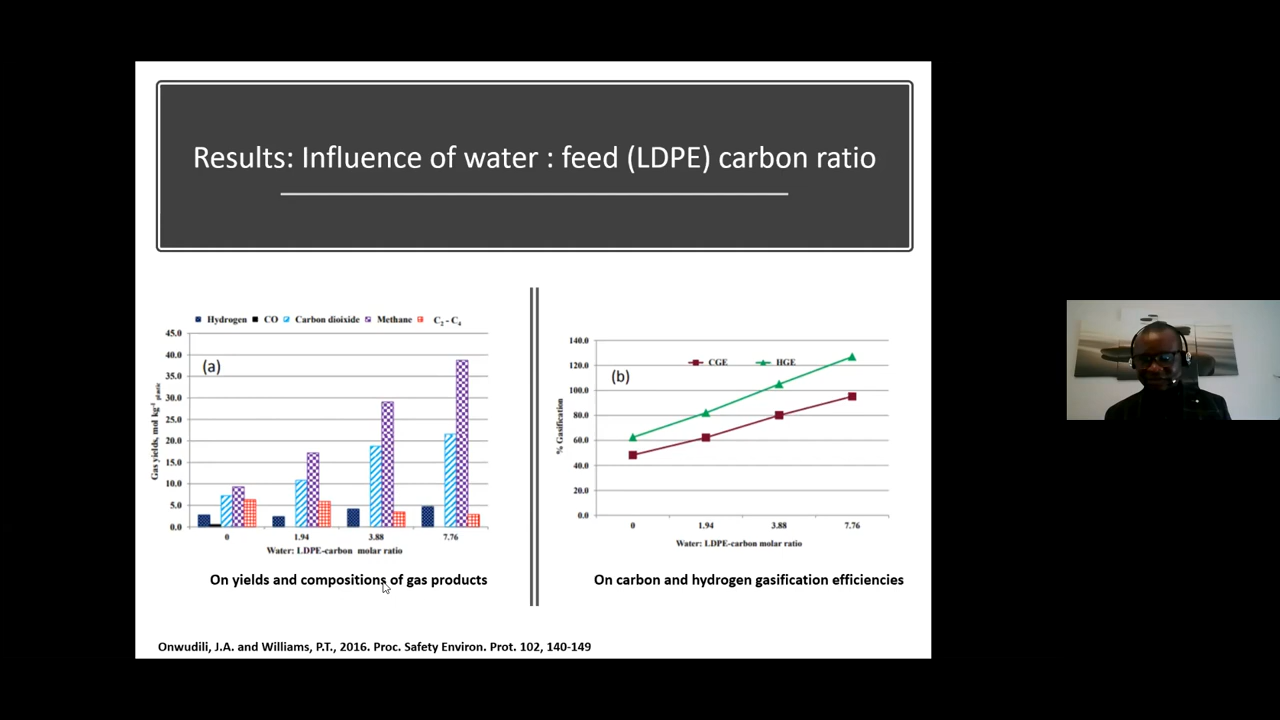 Results: Influence of water : feed (LDPE) carbon ratio
Hydrogen CO Carbon dioixide Methane C2 - C4
45.0
40.0
35.0
30.0
25.0
20.0
15.0
10.0
5.0
0.0
(a)
Gas yields, mol kg-1 plastic
0 1.94 3.88 7.76
Water: LDPE-carbon molar ratio
On yields and compositions of gas products
140.0
120.0
100.0
80.0
60.0
40.0
20.0
0.0
CGE HGE
(b)
% Gasification
0 1.94 3.88 7.76
Water: LDPE-carbon molar ratio
On carbon and hydrogen gasification efficiencies
Onwudili, J.A. and Williams, P.T., 2016. Proc. Safety Environ. Prot. 102, 140-149